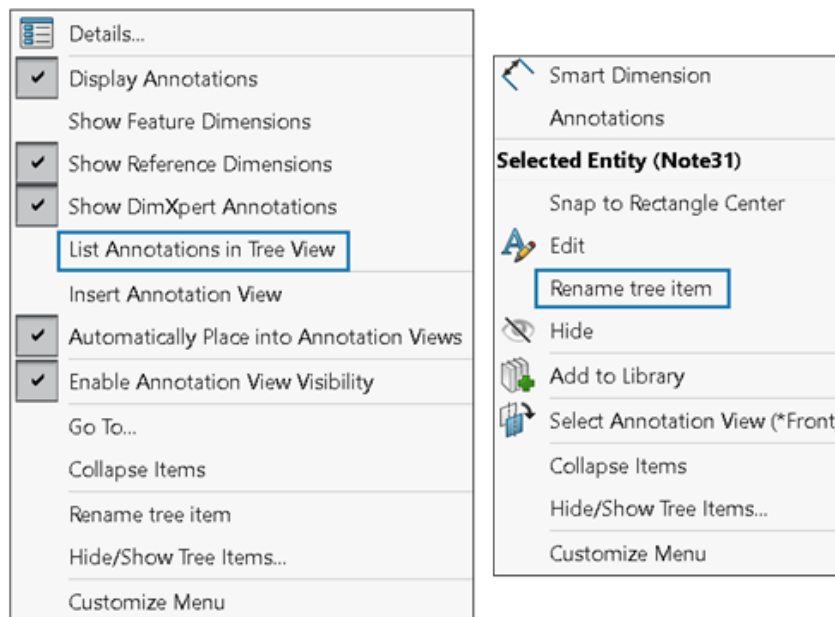 Details...
Display Annotations
Show Feature Dimensions
Show Reference Dimensions
Show DimXpert Annotations
List Annotations in Tree View
Insert Annotation View
Automatically Place into Annotation Views
Enable Annotation View Visibility
Go To...
Collapse Items
Rename tree item
Hide/Show Tree Items...
Customize Menu
Smart Dimension
Annotations
Selected Entity (Note31)
Snap to Rectangle Center
Edit
Rename tree item
Hide
Add to Library
Select Annotation View (*Front
Collapse Items
Hide/Show Tree Items...
Customize Menu